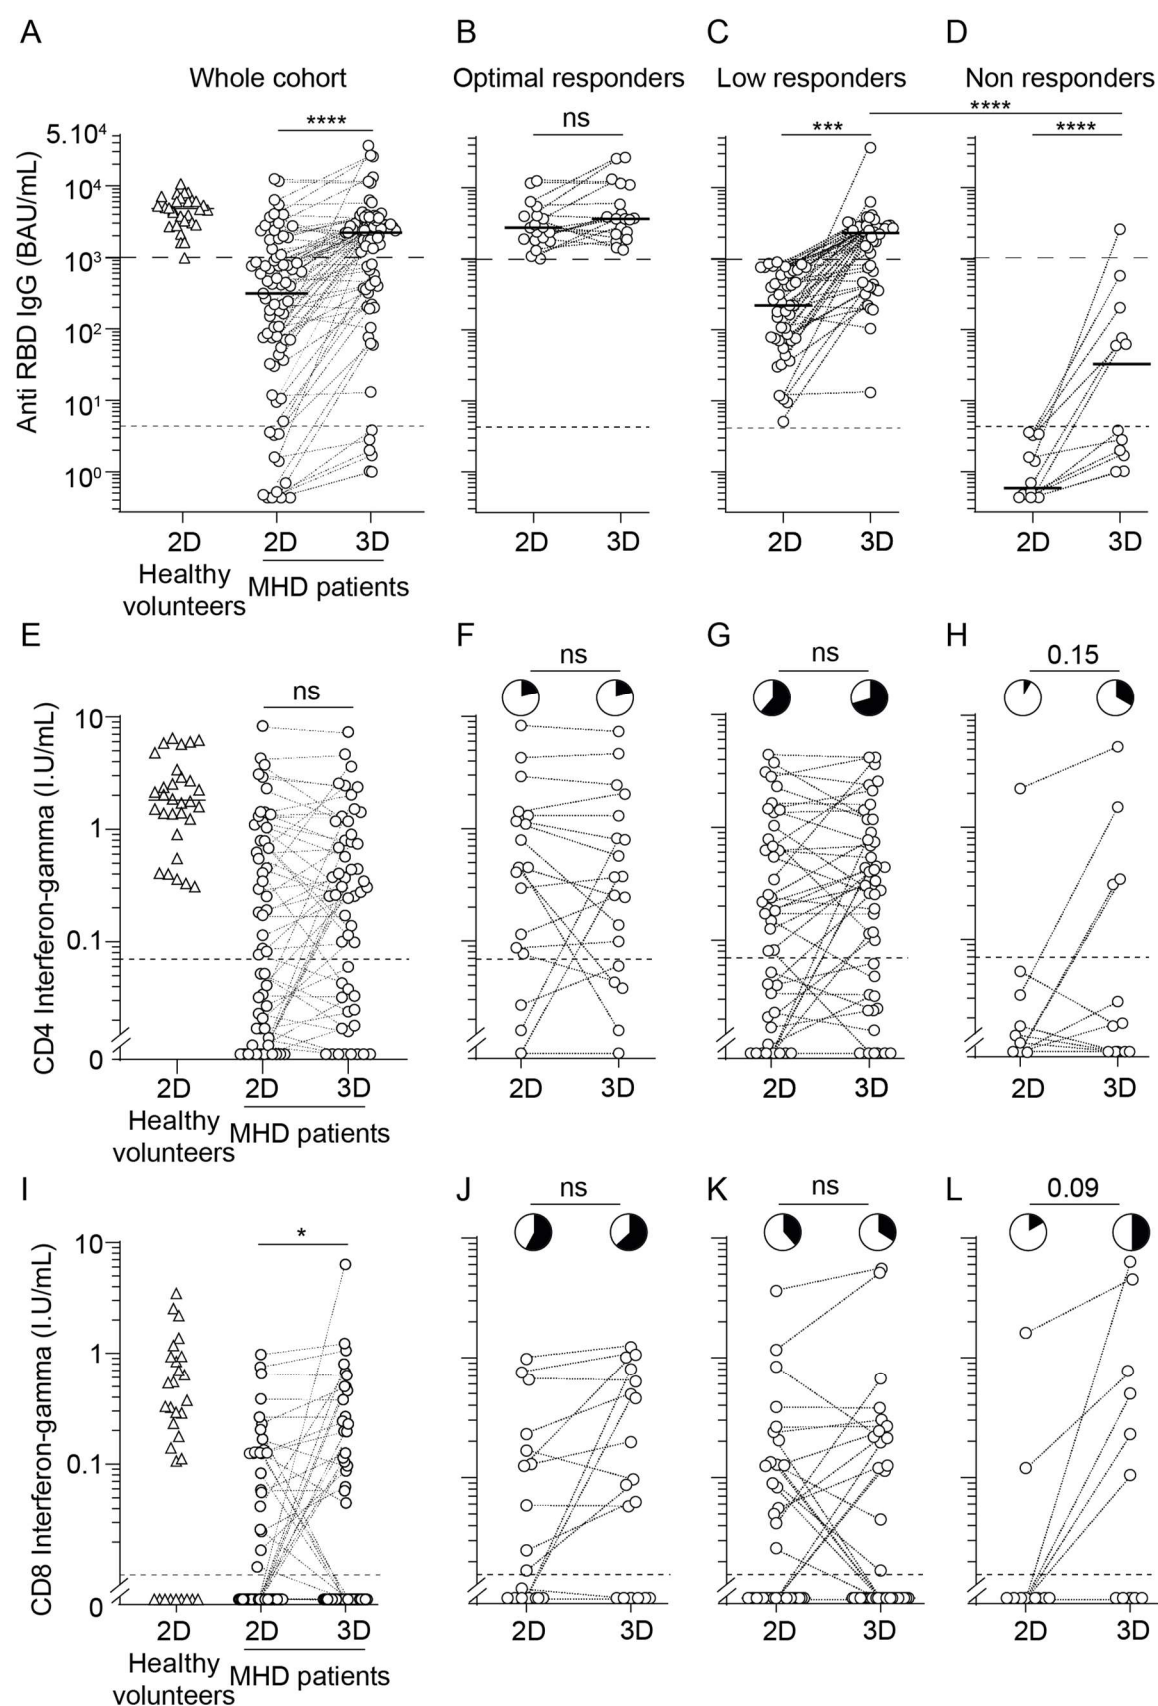 A B C D
Whole cohort Optimal responders Low responders Non responders
**** ns *** **** ****
Anti RBD IgG (BAU/mL)
5.10⁴
10⁴
10³
10²
10¹
10⁰
2D 2D 3D 2D 3D 2D 3D 2D 3D
Healthy volunteers
MHD patients
E F G H
ns ns ns 0.15
CD4 Interferon-gamma (I.U/mL)
10
1
0.1
0
2D 2D 3D 2D 3D 2D 3D 2D 3D
Healthy volunteers
MHD patients
I J K L
* ns ns 0.09
CD8 Interferon-gamma (I.U/mL)
10
1
0.1
0
2D 2D 3D 2D 3D 2D 3D 2D 3D
Healthy volunteers
MHD patients